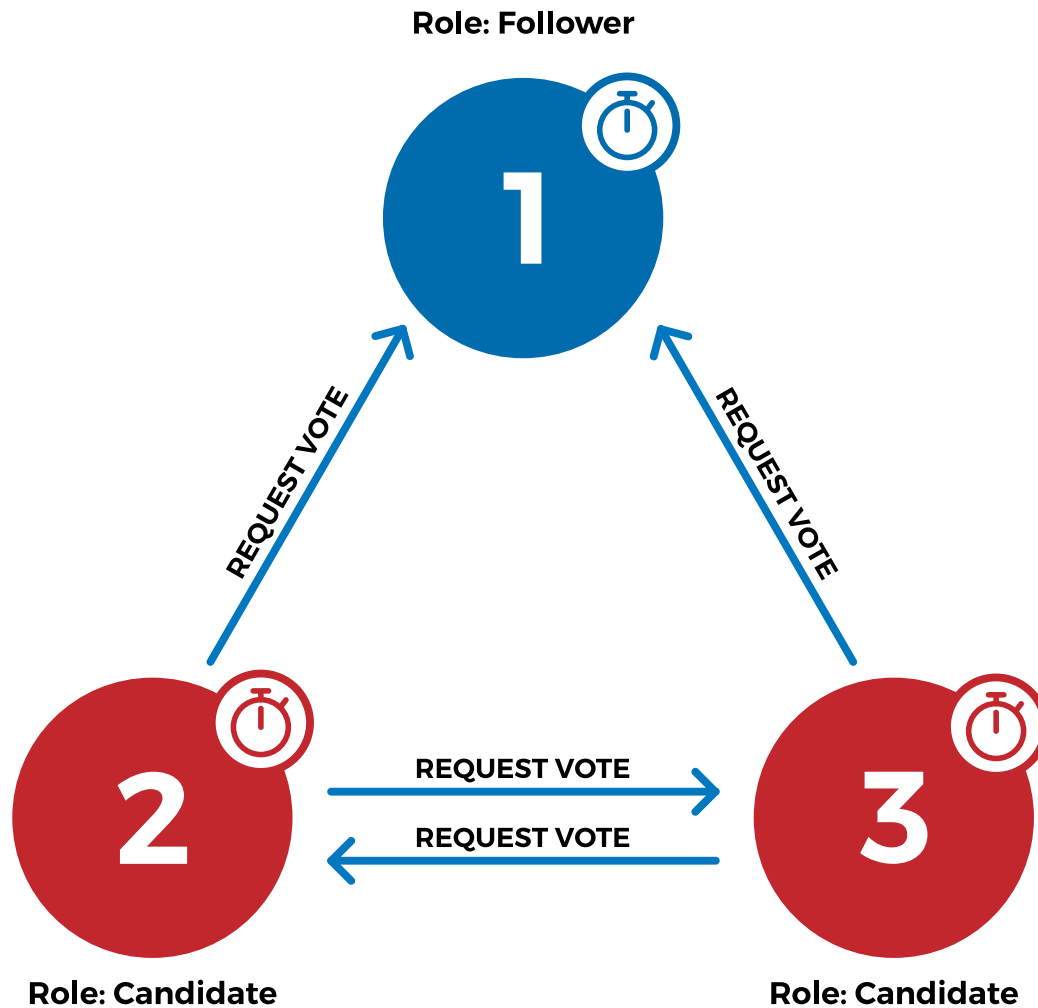 Role: Follower
1
REQUEST VOTE
REQUEST VOTE
2
REQUEST VOTE
REQUEST VOTE
3
Role: Candidate
Role: Candidate